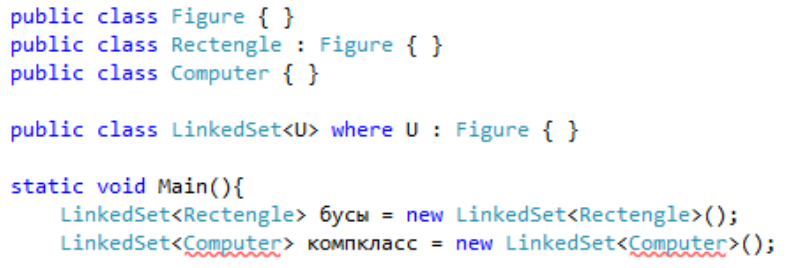 public class Figure { }
public class Rectengle : Figure { }
public class Computer { }
public class LinkedSet<U> where U : Figure { }
static void Main(){
LinkedSet<Rectengle> бусы = new LinkedSet<Rectengle>();
LinkedSet<Computer> компкласс = new LinkedSet<Computer>();